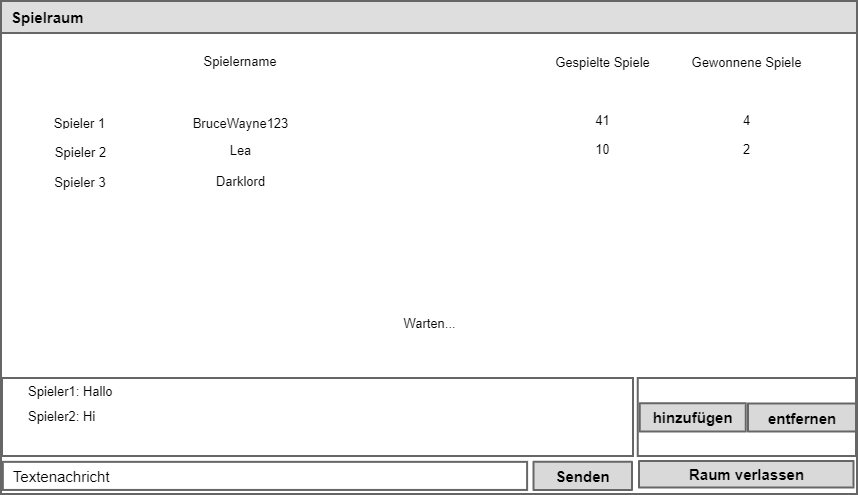 Spielraum
Spielername Gespielte Spiele Gewonnene Spiele
Spieler 1 BruceWayne123 41 4
Spieler 2 Lea 10 2
Spieler 3 Darklord
Warten...
Spieler1: Hallo
Spieler2: Hi
hinzufügen entfernen
Textenachricht Senden Raum verlassen